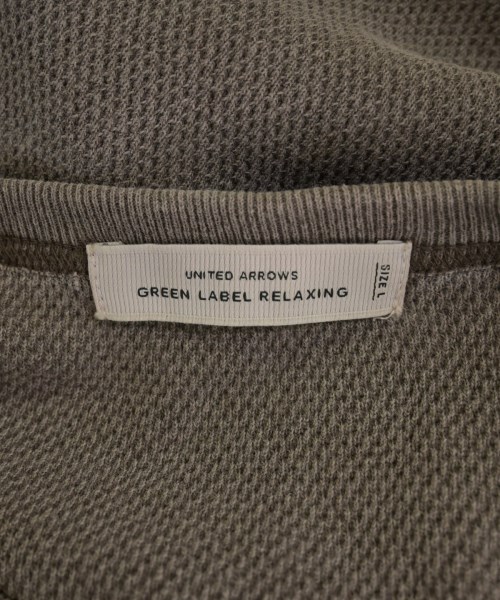 UNITED ARROWS
GREEN LABEL RELAXING
SIZE L